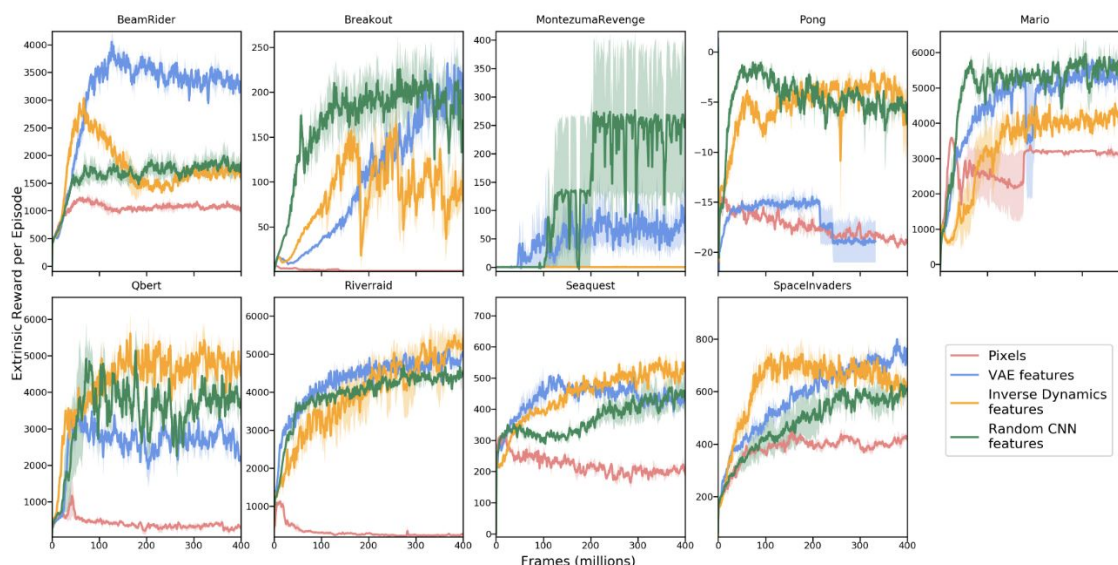 BeamRider
Breakout
MontezumaRevenge
Pong
Mario
4000
3500
3000
2500
2000
1500
1000
500
0
250
200
150
100
50
400
350
300
250
200
150
100
50
0
0
−5
−10
−15
−20
6000
5000
4000
3000
2000
1000
0
Extrinsic Reward per Episode
Qbert
Riverraid
Seaquest
SpaceInvaders
6000
5000
4000
3000
2000
1000
0 100 200 300 400
6000
5000
4000
3000
2000
1000
0 100 200 300 400
700
600
500
400
300
200
100
0 100 200 300 400
800
600
400
200
0 100 200 300 400
Frames (millions)
Pixels
VAE features
Inverse Dynamics
features
Random CNN
features